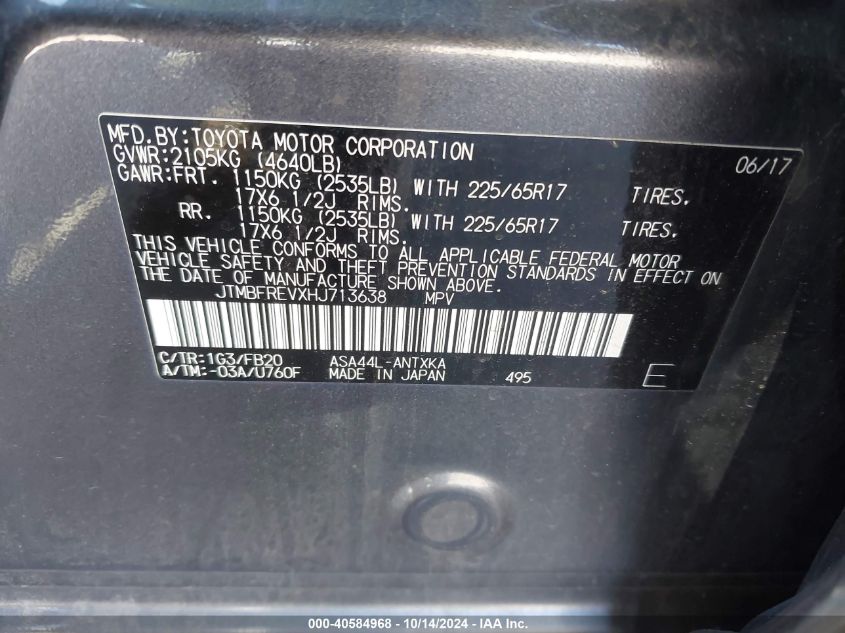 MFD.BY:TOYOTA MOTOR CORPORATION 06/17
GVWR:2105KG (4640LB)
GAWR:FRT. 1150KG (2535LB) WITH 225/65R17 TIRES.
17X6 1/2J RIMS.
RR. 1150KG (2535LB) WITH 225/65R17 TIRES.
17X6 1/2J RIMS.
THIS VEHICLE CONFORMS TO ALL APPLICABLE FEDERAL MOTOR
VEHICLE SAFETY AND THEFT PREVENTION STANDARDS IN EFFECT ON
THE DATE OF MANUFACTURE SHOWN ABOVE.
JTMBFREVXHJ713638 MPV
C/TR:1G3/FB20 ASA44L-ANTXKA
A/TM:-03A/U760F MADE IN JAPAN 495 E
000-40584968 - 10/14/2024 - IAA Inc.